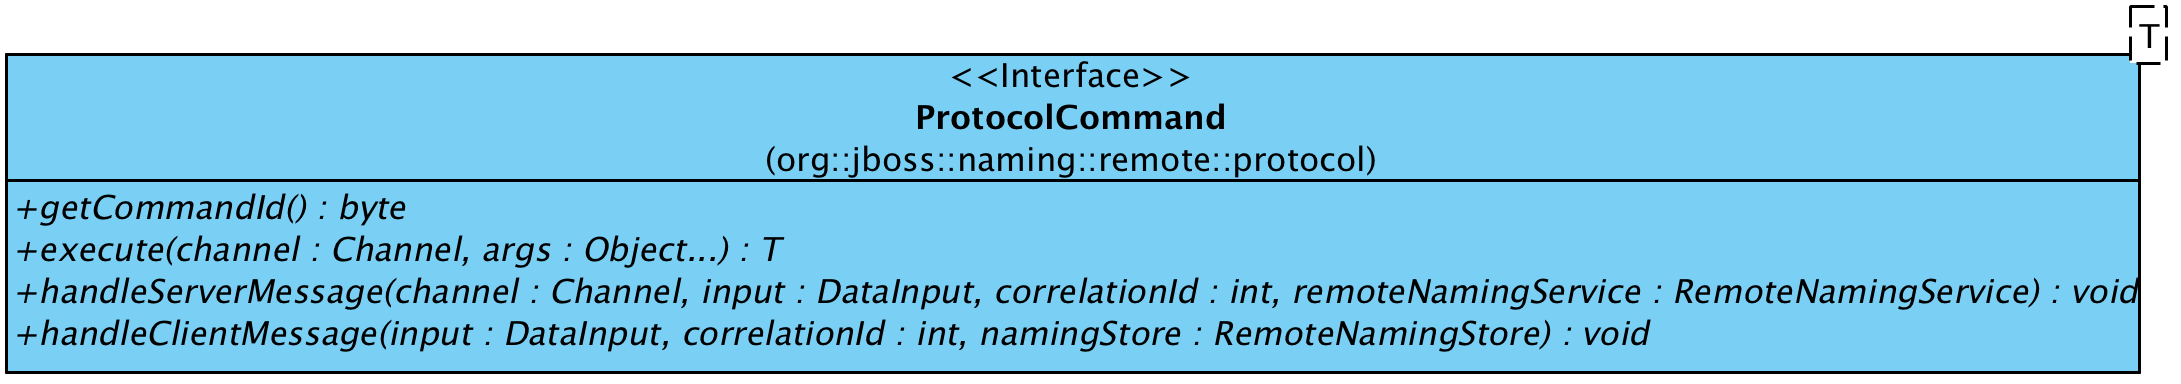 T
<<Interface>>
ProtocolCommand
(org::jboss::naming::remote::protocol)
+getCommandId() : byte
+execute(channel : Channel, args : Object...) : T
+handleServerMessage(channel : Channel, input : DataInput, correlationId : int, remoteNamingService : RemoteNamingService) : void
+handleClientMessage(input : DataInput, correlationId : int, namingStore : RemoteNamingStore) : void